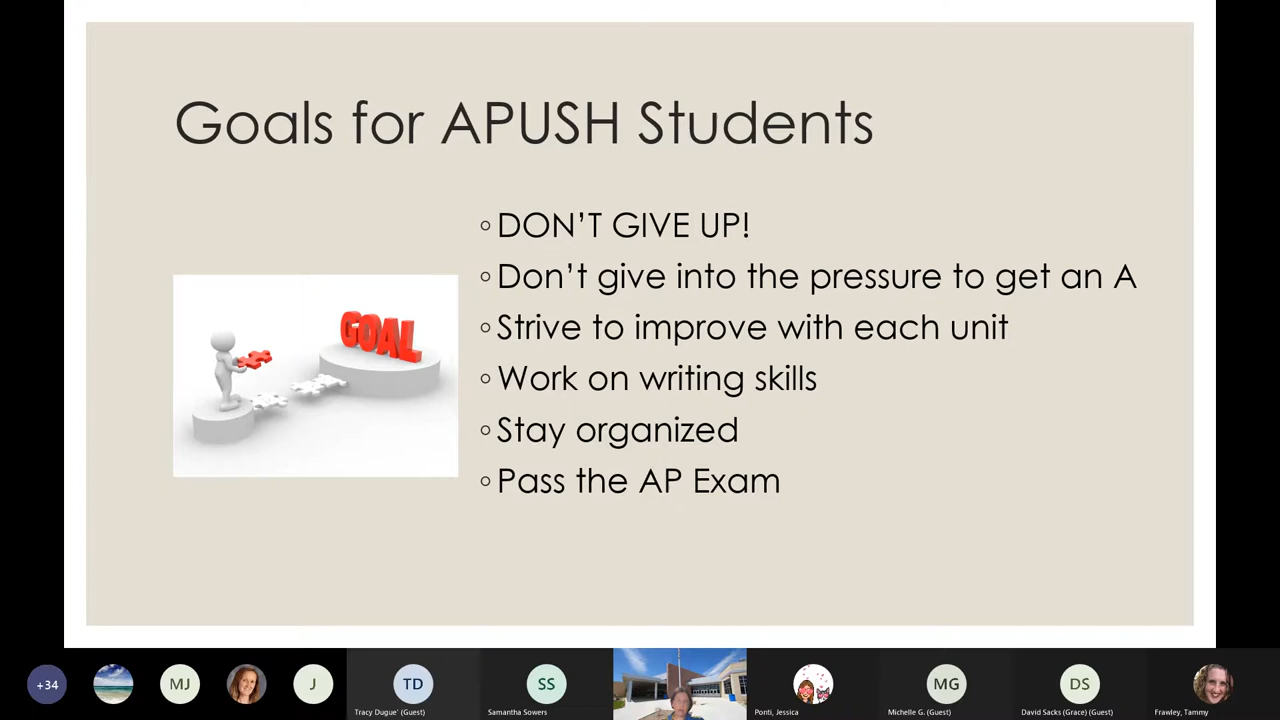 Goals for APUSH Students
◦DON’T GIVE UP!
◦Don’t give into the pressure to get an A
◦Strive to improve with each unit
◦Work on writing skills
◦Stay organized
◦Pass the AP Exam
GOAL
+34
MJ
J
TD
SS
MG
DS
Tracy Dugue' (Guest)
Samantha Sowers
Ponti, Jessica
Michelle G. (Guest)
David Sacks (Grace) (Guest)
Frawley, Tammy